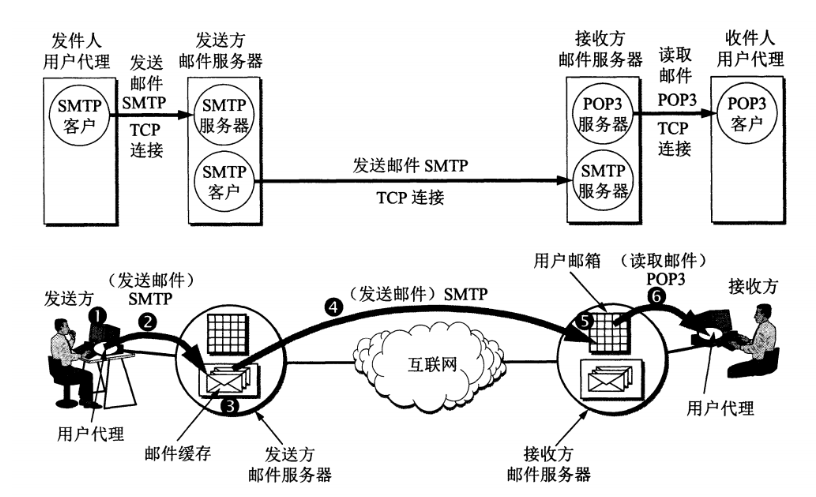 发件人
用户代理
发送方
邮件服务器
接收方
邮件服务器
收件人
用户代理
发送
邮件
SMTP
TCP
连接
读取
邮件
POP3
TCP
连接
SMTP
客户
SMTP
服务器
SMTP
客户
POP3
服务器
SMTP
服务器
POP3
客户
发送邮件 SMTP
TCP 连接
发送方
(发送邮件)
SMTP
(发送邮件)SMTP
用户邮箱
(读取邮件)
POP3
接收方
1
2
3
4
5
6
互联网
用户代理
邮件缓存
发送方
邮件服务器
接收方
邮件服务器
用户代理